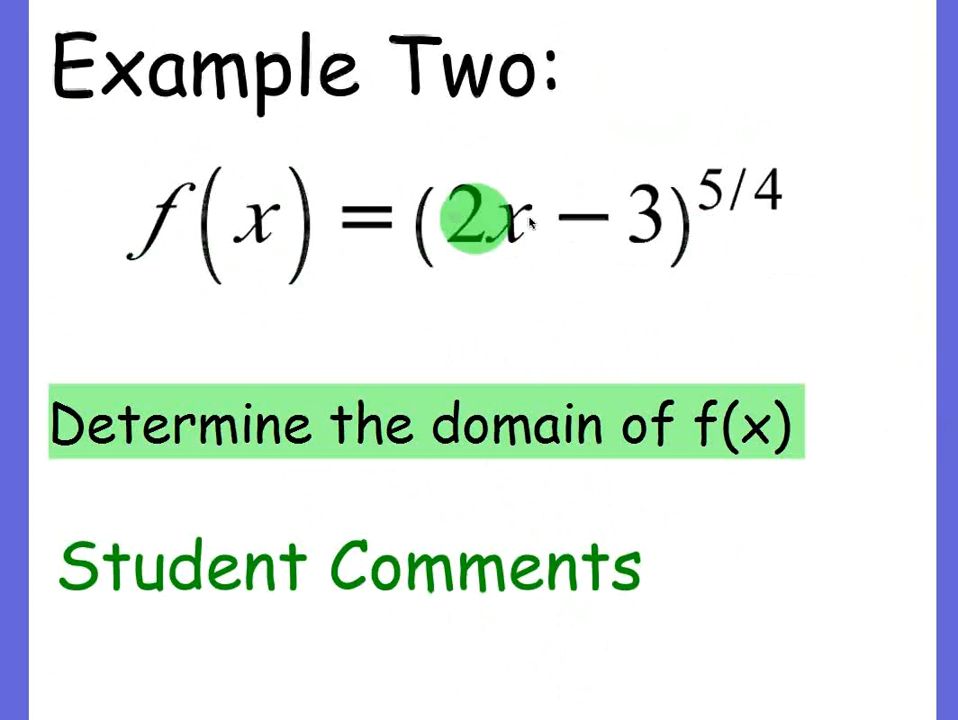 Example Two:
f(x) = (2x − 3)^{5/4}
Determine the domain of f(x)
Student Comments